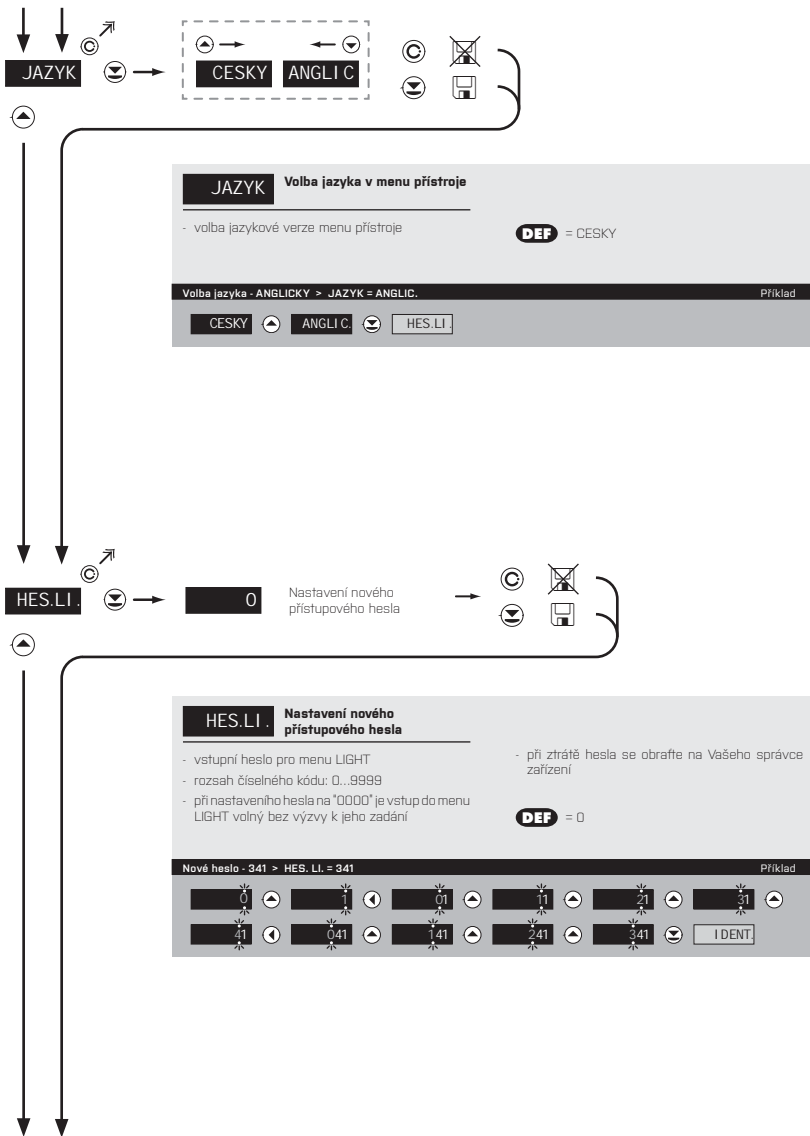 JAZYK
CESKY ANGLIC
JAZYK Volba jazyka v menu přístroje
- volba jazykové verze menu přístroje
DEF = CESKY
Volba jazyka - ANGLICKY > JAZYK = ANGLIC. Příklad
CESKY ANGLIC. HES.LI.
HES.LI.
0
Nastavení nového
přístupového hesla
HES.LI. Nastavení nového
přístupového hesla
- vstupní heslo pro menu LIGHT
- rozsah číselného kódu: 0...9999
- při nastaveního hesla na "0000" je vstup do menu
LIGHT volný bez výzvy k jeho zadání
- při ztrátě hesla se obraťte na Vašeho správce
zařízení
DEF = 0
Nové heslo - 341 > HES. LI. = 341 Příklad
0 1 01 11 21 31
41 041 141 241 341 IDENT.